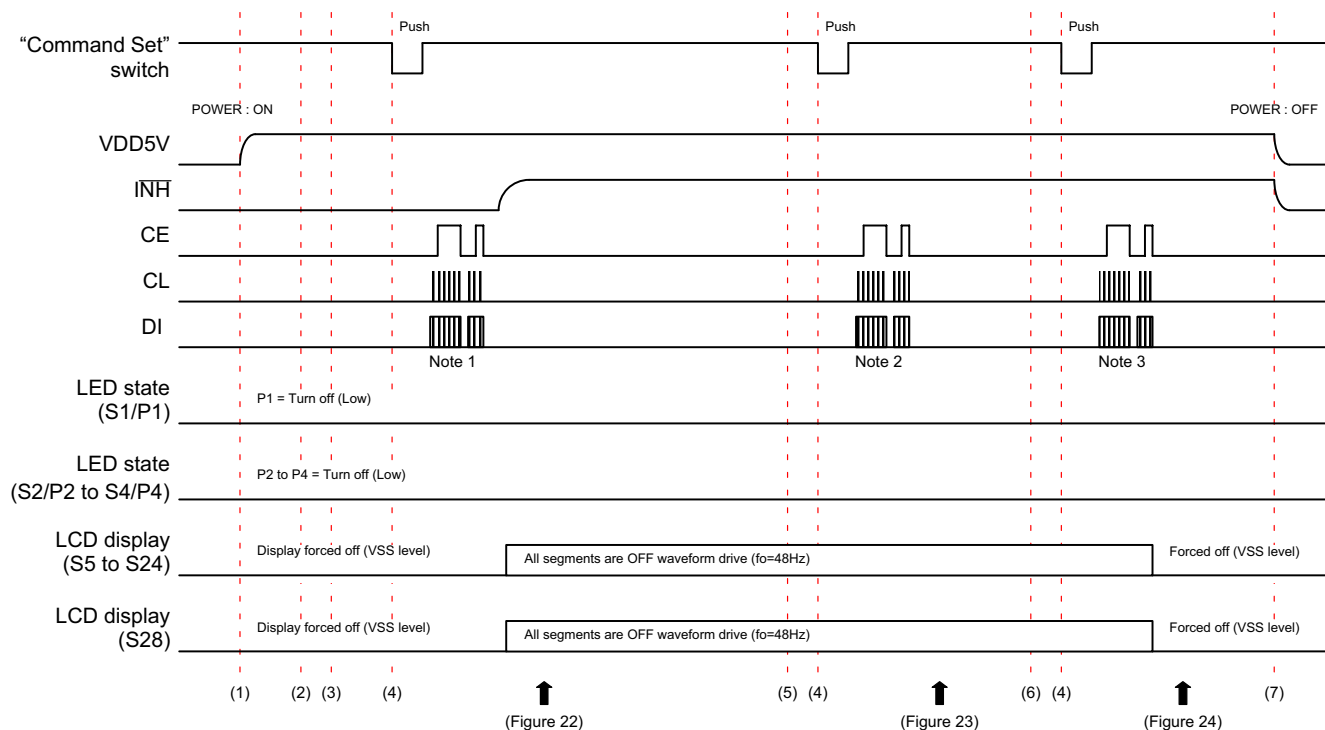 Push Push Push
“Command Set”
switch
POWER : ON POWER : OFF
VDD5V
INH
CE
CL
DI
Note 1 Note 2 Note 3
LED state
(S1/P1)
P1 = Turn off (Low)
LED state
(S2/P2 to S4/P4)
P2 to P4 = Turn off (Low)
LCD display
(S5 to S24)
Display forced off (VSS level) All segments are OFF waveform drive (fo=48Hz) Forced off (VSS level)
LCD display
(S28)
Display forced off (VSS level) All segments are OFF waveform drive (fo=48Hz) Forced off (VSS level)
(1) (2) (3) (4) (5) (4) (6) (4) (7)
(Figure 22) (Figure 23) (Figure 24)